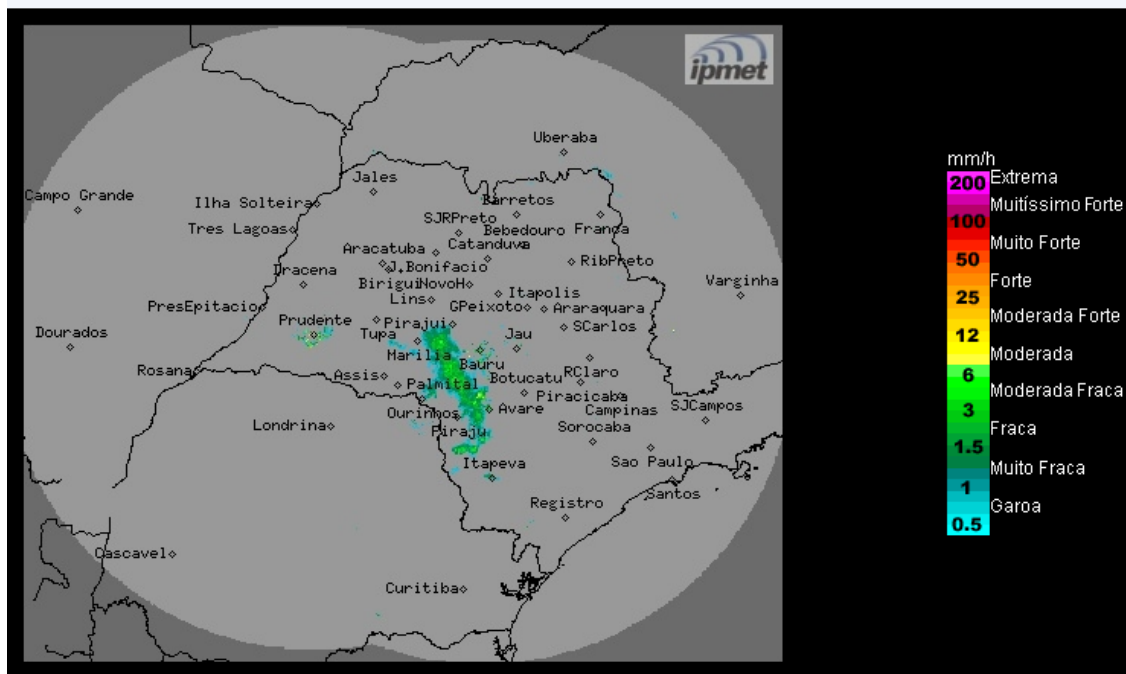 ipmet
Uberaba
Jales
Campo Grande
Ilha Solteira
Barretos
SJRPreto
Tres Lagoas
Bebedouro
Franca
Aracatuba
Catanduva
J.Bonifacio
RibPreto
Dracena
Birigui
NovoH
Varginha
Lins
Itapolis
PresEpitacio
GPeixoto
Araraquara
Prudente
Pirajui
SCarlos
Dourados
Tupa
Jau
Marilia
Bauru
Rosana
Assis
Palmital
Botucatu
RClaro
Piracicaba
Ourinhos
Avare
Campinas
SJCampos
Londrina
Piraju
Sorocaba
Itapeva
Sao Paulo
Santos
Registro
Cascavel
Curitiba
mm/h
200 Extrema
Muitíssimo Forte
100
Muito Forte
50
Forte
25
Moderada Forte
12
Moderada
6
Moderada Fraca
3
Fraca
1.5
Muito Fraca
1
Garoa
0.5